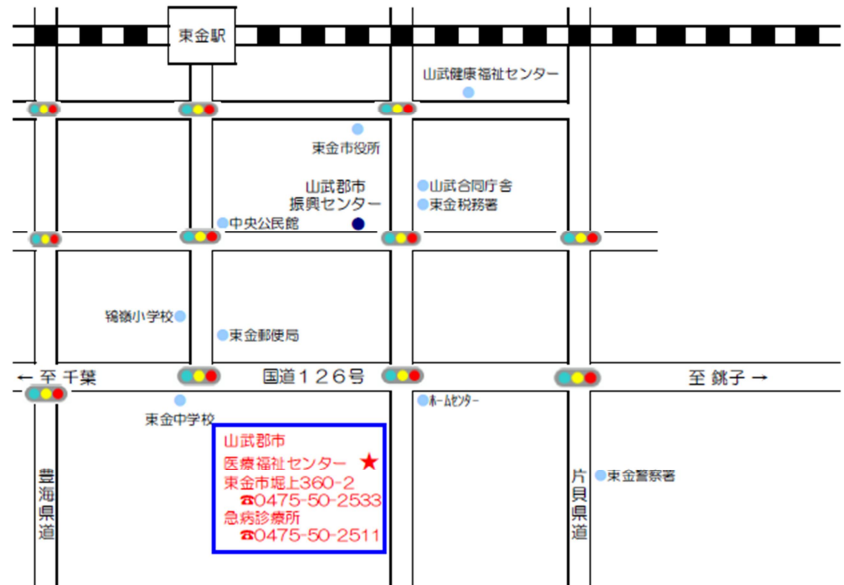 東金駅
山武健康福祉センター
東金市役所
山武郡市
振興センター
山武合同庁舎
東金税務署
中央公民館
鴇嶺小学校
東金郵便局
← 至 千葉
国道126号
至 銚子 →
東金中学校
ホームセンター
山武郡市
医療福祉センター ★
東金市堀上360-2
☎0475-50-2533
急病診療所
☎0475-50-2511
豊海県道
片貝県道
東金警察署